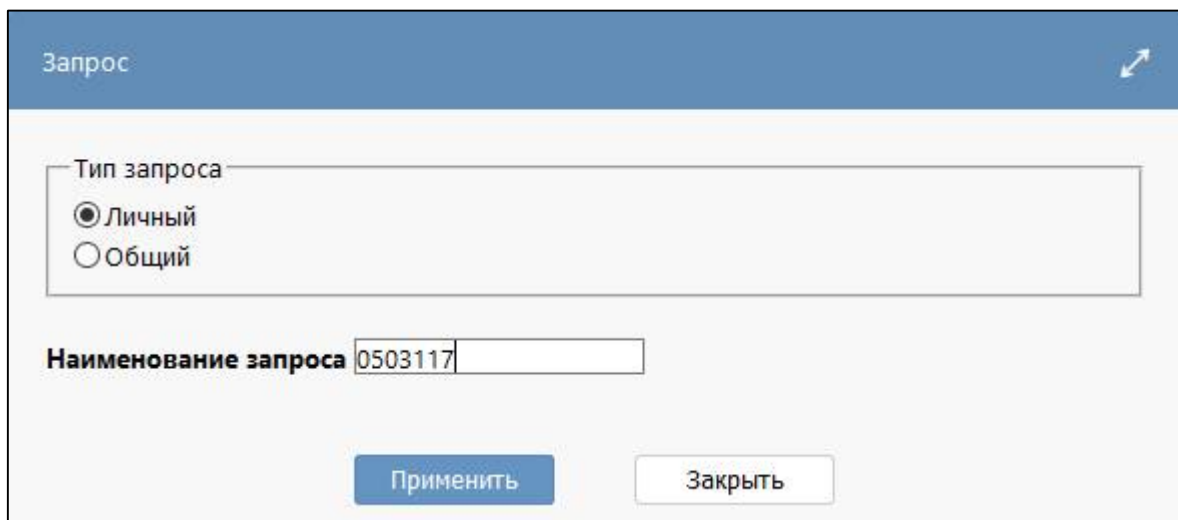 Запрос
Тип запроса
Личный
Общий
Наименование запроса 0503117
Применить Закрыть